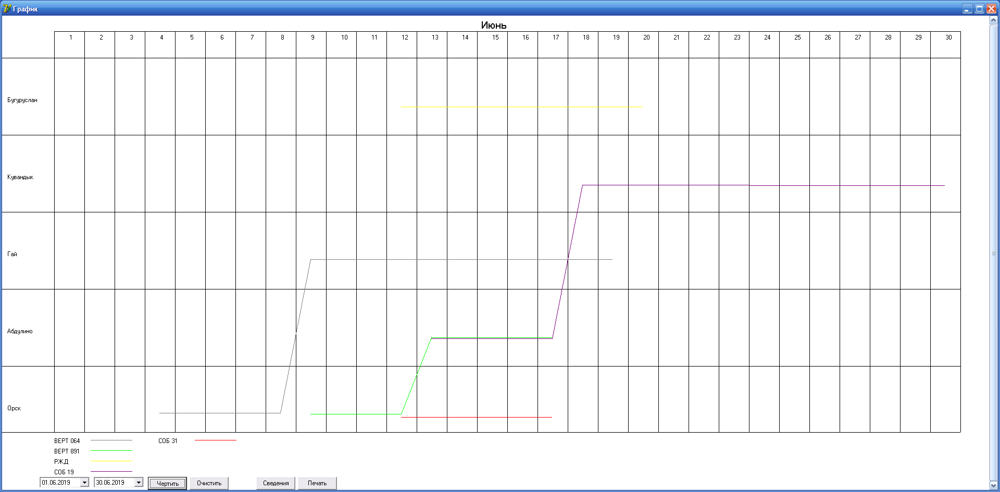 График
Июнь
1 2 3 4 5 6 7 8 9 10 11 12 13 14 15 16 17 18 19 20 21 22 23 24 25 26 27 28 29 30
Бугуруслан
Кувандык
Гай
Абдулино
Орск
ВЕРТ 064 СОБ 31
ВЕРТ 891
РЖД
СОБ 19
01.06.2019 30.06.2019 Чертить Очистить Сведения Печать